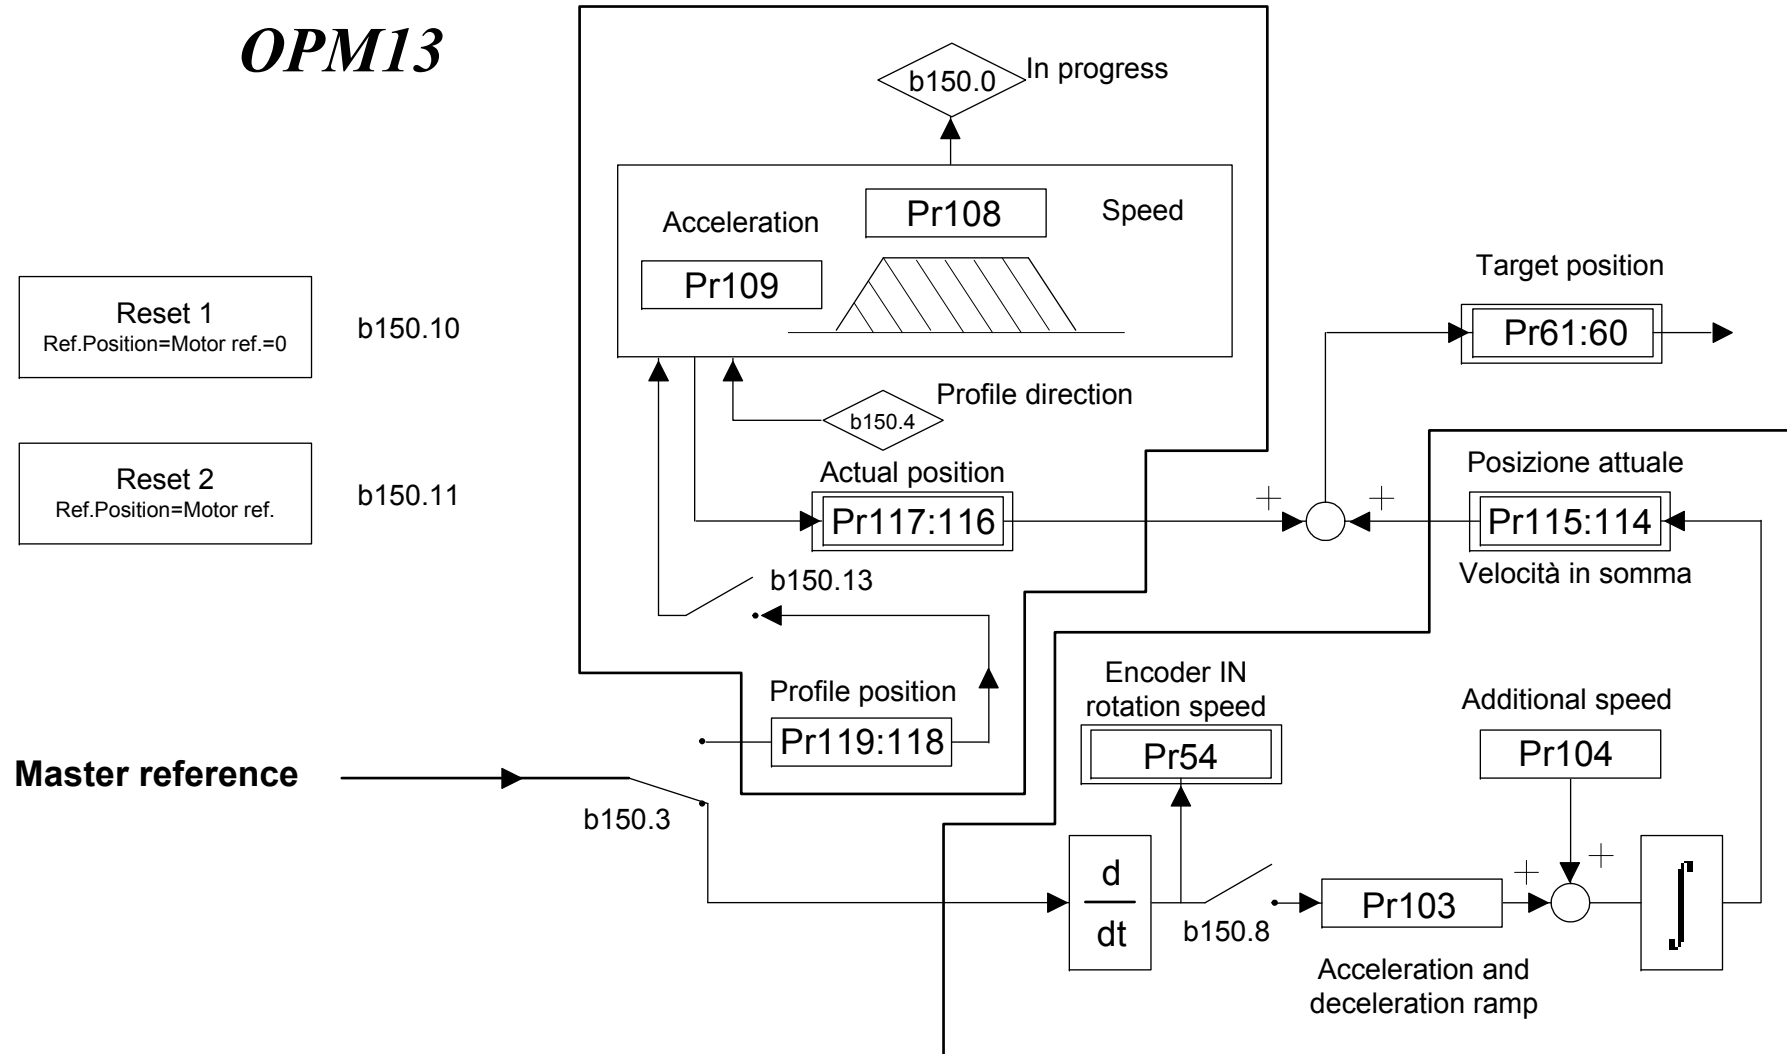 OPM13
b150.0
In progress
Acceleration
Pr108
Speed
Pr109
Reset 1
Ref.Position=Motor ref.=0
b150.10
Target position
Pr61:60
Profile direction
b150.4
Reset 2
Ref.Position=Motor ref.
b150.11
Actual position
Pr117:116
+
+
Posizione attuale
Pr115:114
Velocità in somma
b150.13
Profile position
Pr119:118
Master reference
b150.3
Encoder IN
rotation speed
Pr54
Additional speed
Pr104
d
dt
b150.8
Pr103
+
+
∫
Acceleration and
deceleration ramp